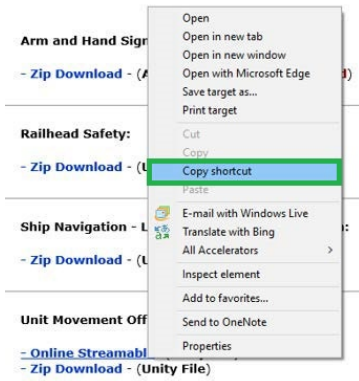 Open
Arm and Hand Sign
Open in new tab
Open in new window
- Zip Download - (
Open with Microsoft Edge
)
Save target as...
Print target
Railhead Safety:
Cut
Copy
- Zip Download - (
Copy shortcut
Paste
E-mail with Windows Live
Ship Navigation - L
:
Translate with Bing
- Zip Download - (
All Accelerators >
Inspect element
Add to favorites...
Unit Movement Off
Send to OneNote
Properties
- Online Streamabl
- Zip Download - (Unity File)